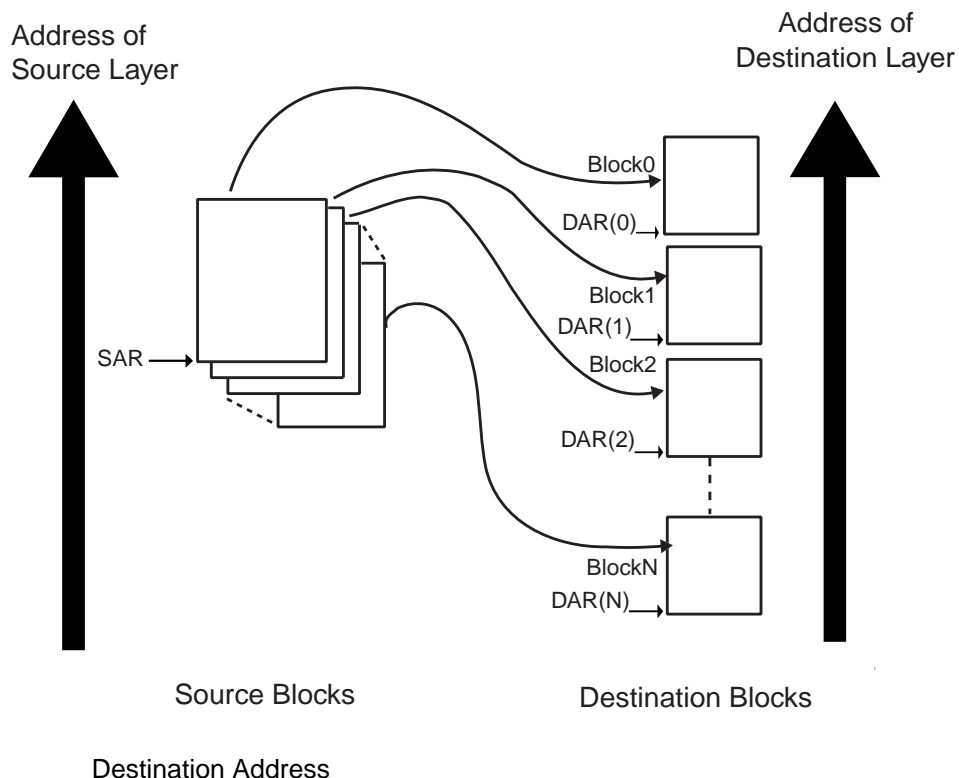 Address of
Source Layer
Address of
Destination Layer
Block0
DAR(0)
Block1
DAR(1)
SAR
Block2
DAR(2)
BlockN
DAR(N)
Source Blocks
Destination Blocks
Destination Address